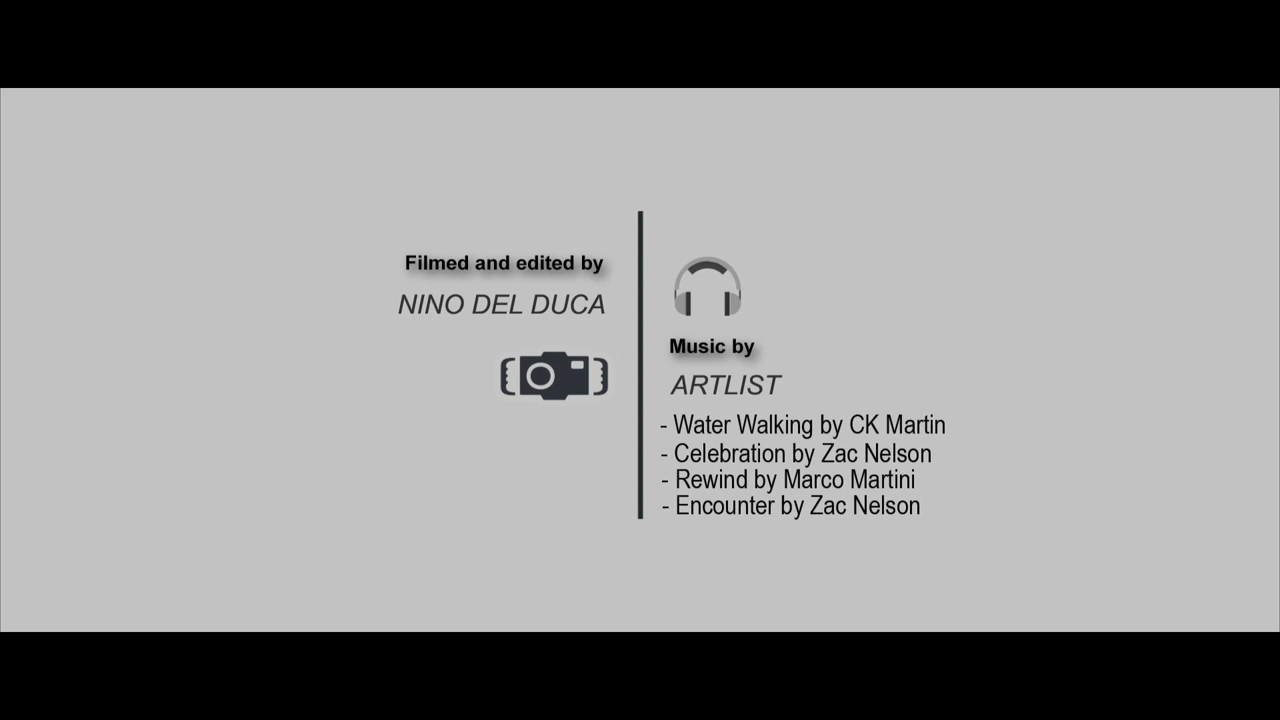 Filmed and edited by
NINO DEL DUCA
Music by
ARTLIST
- Water Walking by CK Martin
- Celebration by Zac Nelson
- Rewind by Marco Martini
- Encounter by Zac Nelson